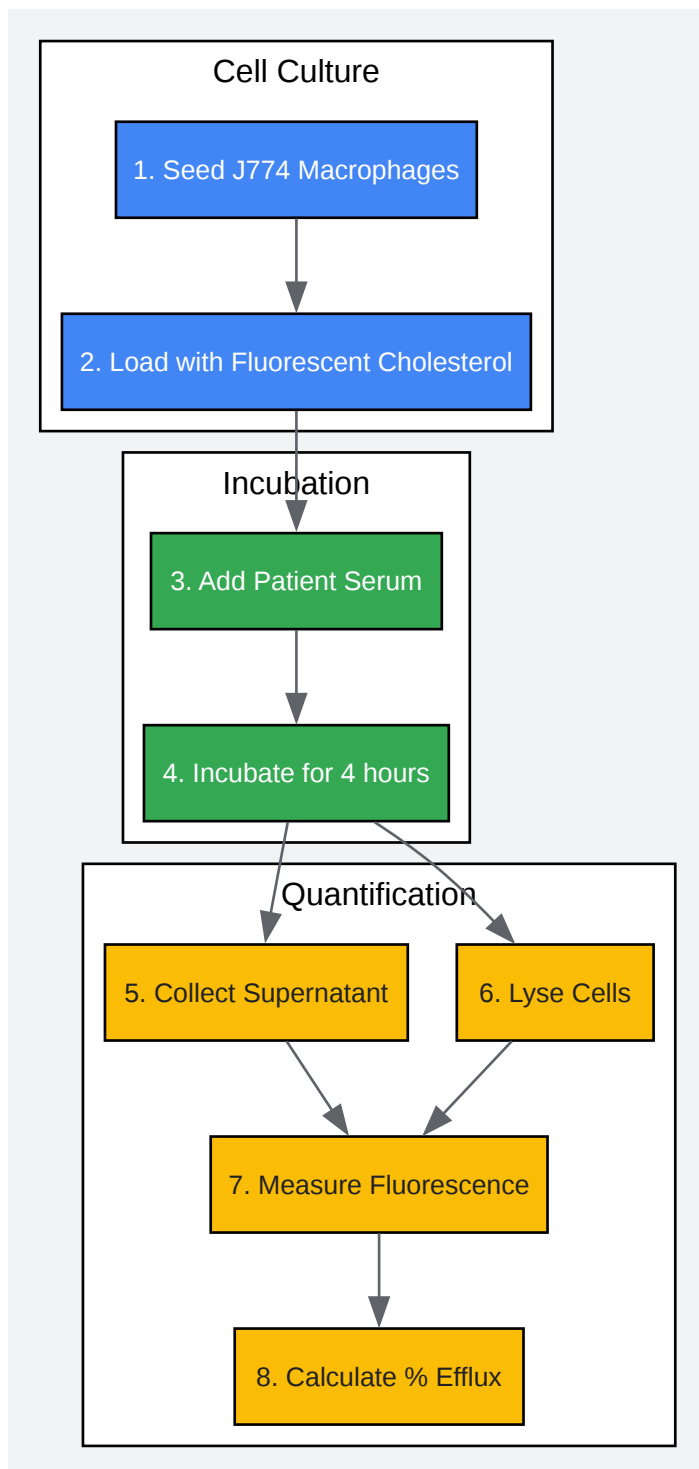 Cell Culture
1. Seed J774 Macrophages
2. Load with Fluorescent Cholesterol
Incubation
3. Add Patient Serum
4. Incubate for 4 hours
Quantification
5. Collect Supernatant
6. Lyse Cells
7. Measure Fluorescence
8. Calculate % Efflux